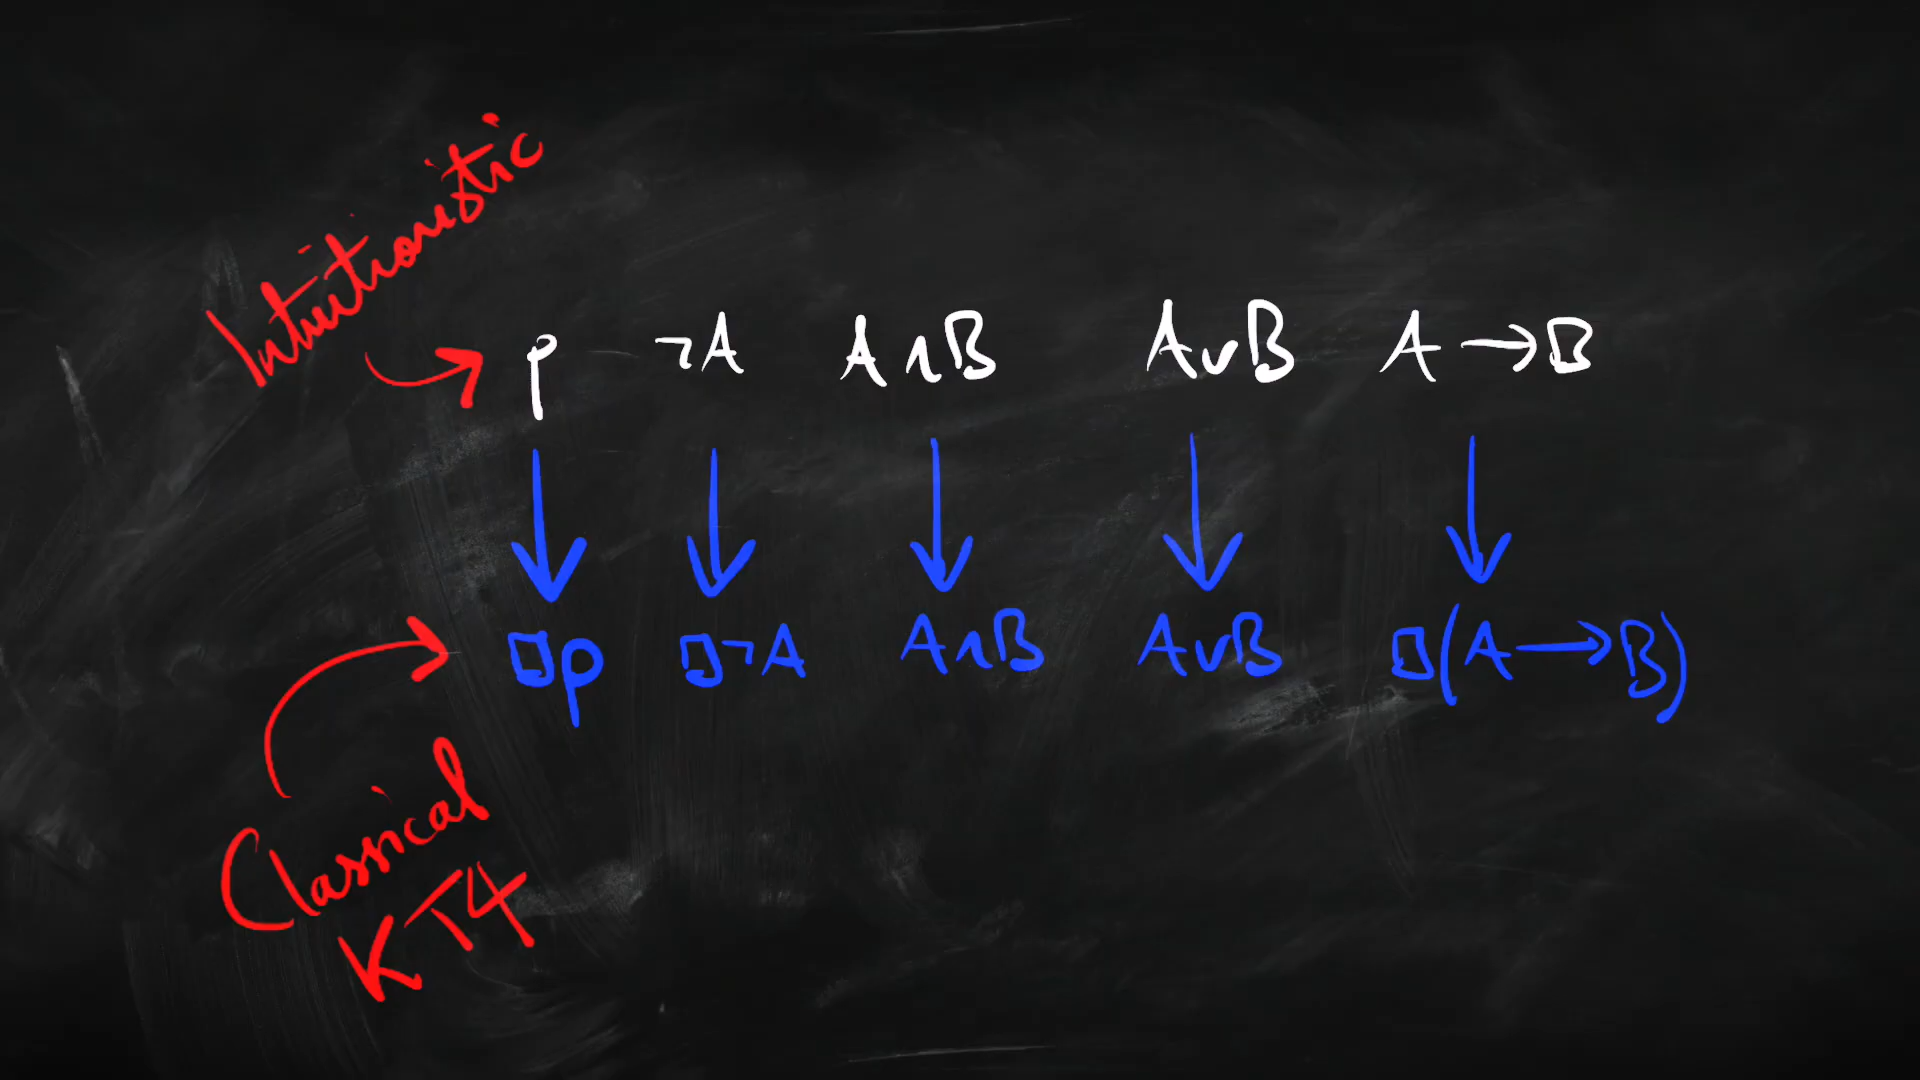 Intuitionistic
p ¬A A∧B A∨B A→B
□p □¬A A∧B A∨B □(A→B)
Classical
KT4